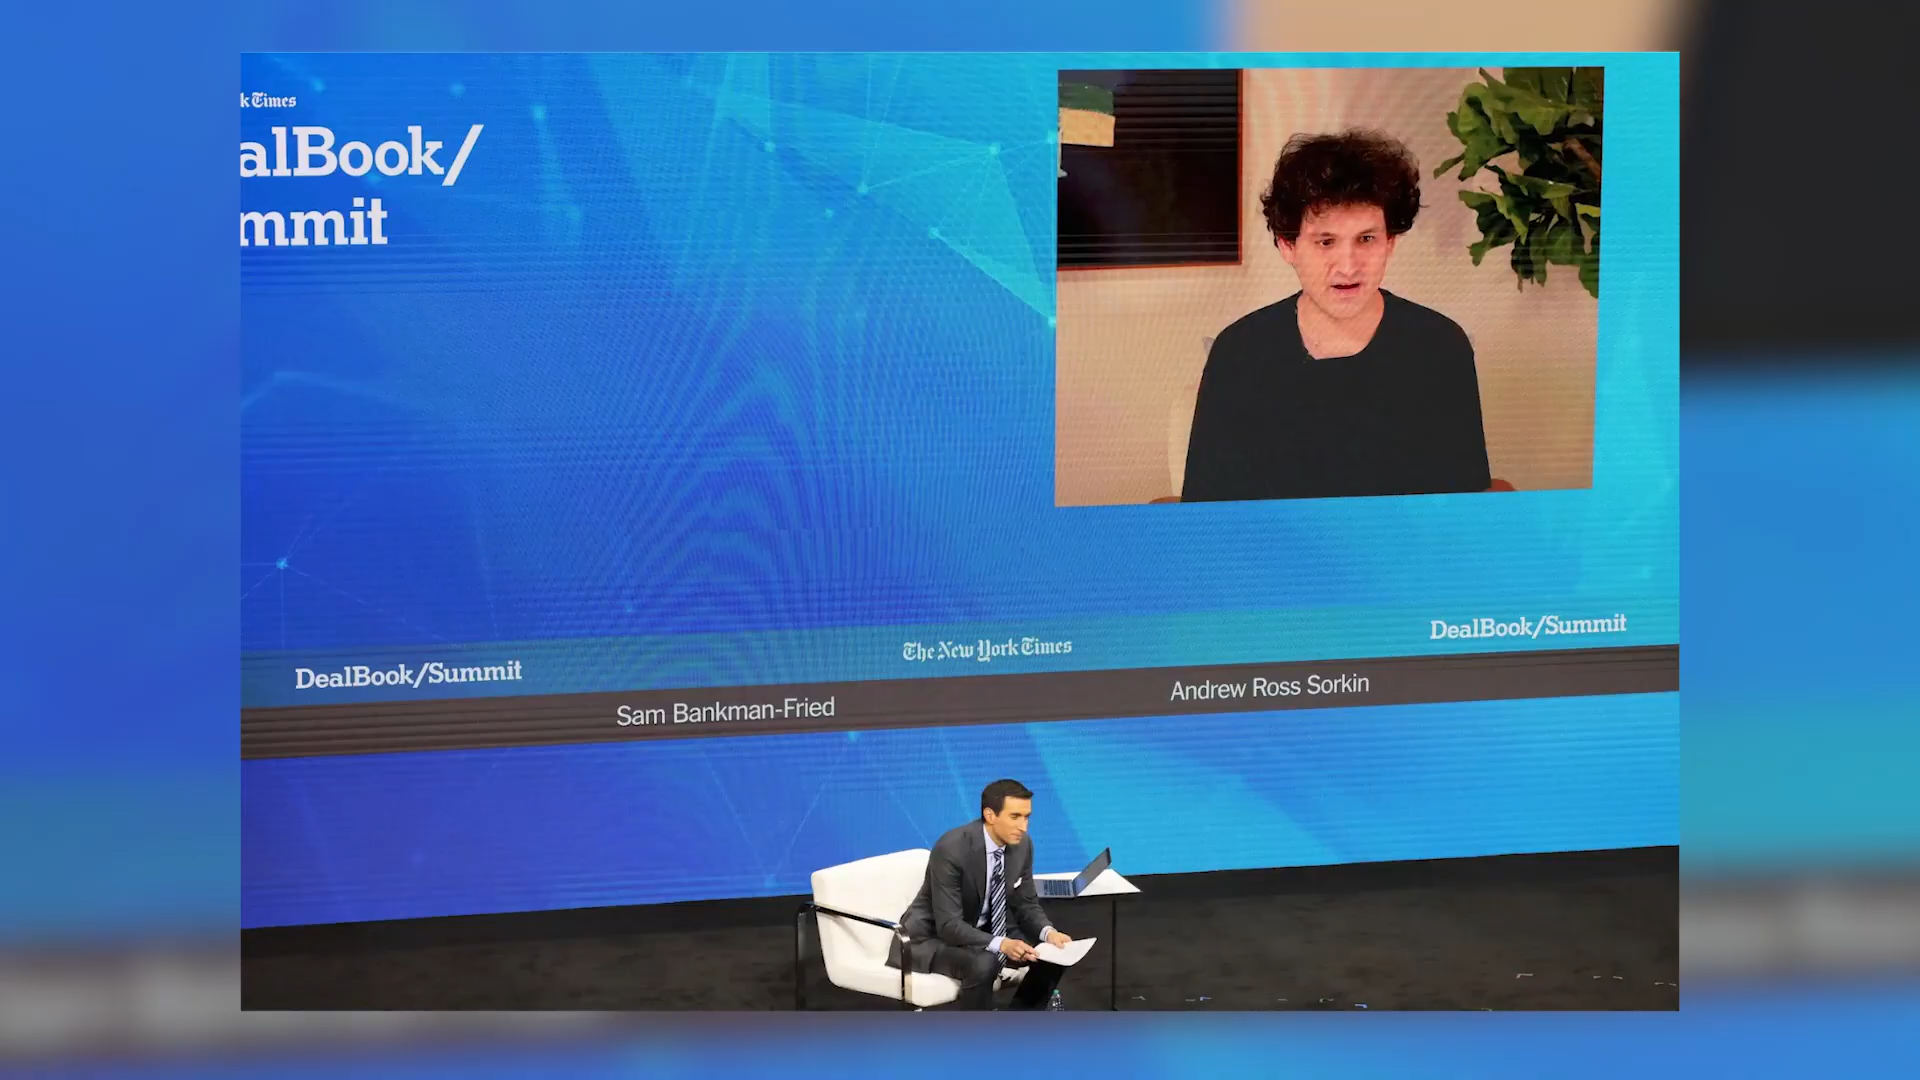 k Times
alBook/
mmit
DealBook/Summit
The New York Times
DealBook/Summit
Sam Bankman-Fried
Andrew Ross Sorkin